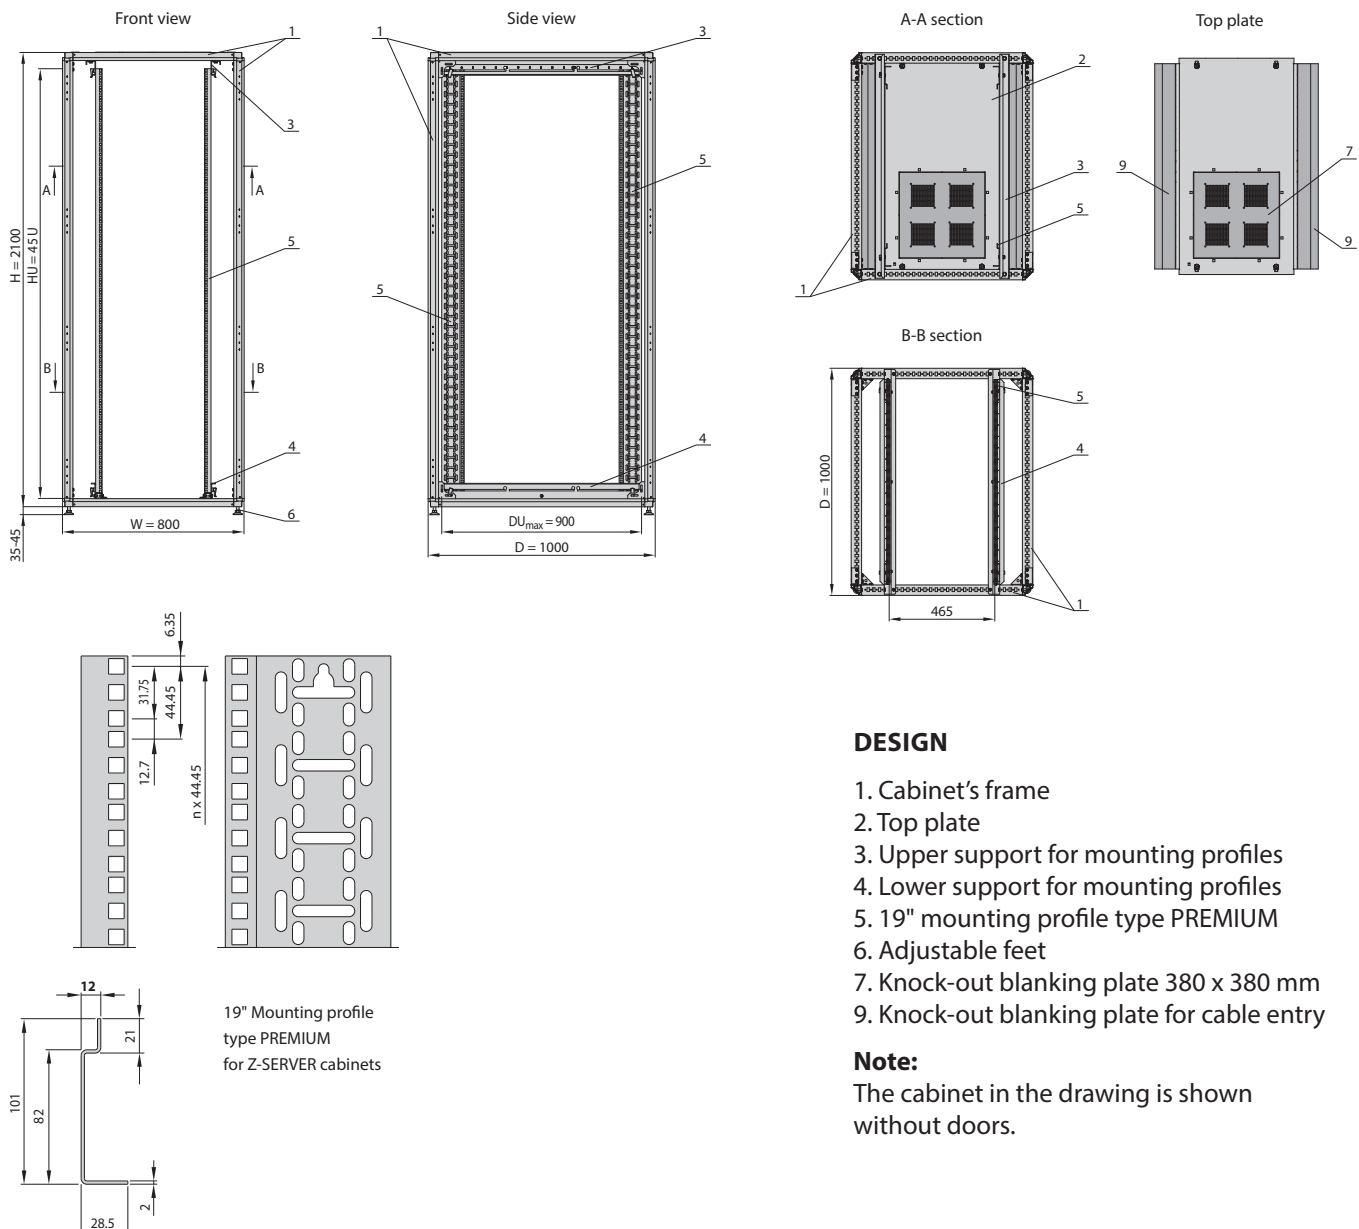 Front view
1
3
A
A
5
B
B
4
6
H = 2100
HU = 45 U
35-45
W = 800
Side view
1
3
5
5
4
DUmax = 900
D = 1000
A-A section
2
3
5
1
Top plate
7
9
9
B-B section
5
4
1
D = 1000
465
6.35
31.75
44.45
12.7
n x 44.45
12
21
101
82
2
28.5
19" Mounting profile
type PREMIUM
for Z-SERVER cabinets
DESIGN
1. Cabinet’s frame
2. Top plate
3. Upper support for mounting profiles
4. Lower support for mounting profiles
5. 19" mounting profile type PREMIUM
6. Adjustable feet
7. Knock-out blanking plate 380 x 380 mm
9. Knock-out blanking plate for cable entry
Note:
The cabinet in the drawing is shown
without doors.